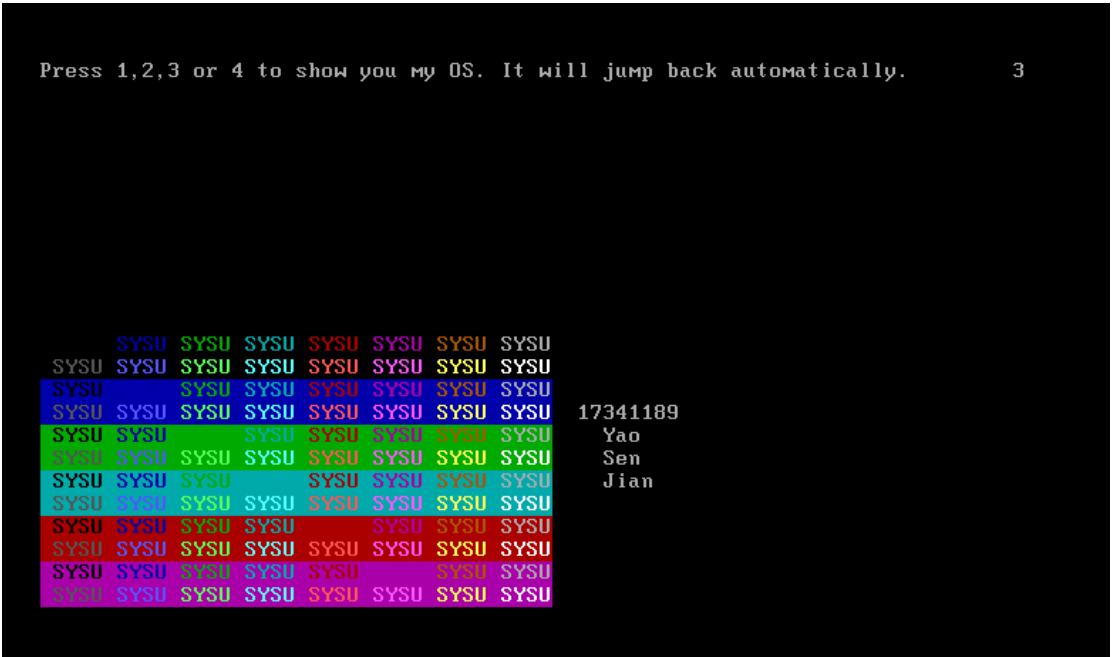 Press 1,2,3 or 4 to show you my OS. It will jump back automatically. 3
SYSU SYSU SYSU SYSU SYSU SYSU SYSU
SYSU SYSU SYSU SYSU SYSU SYSU SYSU SYSU
SYSU SYSU SYSU SYSU SYSU SYSU SYSU
SYSU SYSU SYSU SYSU SYSU SYSU SYSU SYSU 17341189
SYSU SYSU SYSU SYSU SYSU SYSU SYSU Yao
SYSU SYSU SYSU SYSU SYSU SYSU SYSU SYSU Sen
SYSU SYSU SYSU SYSU SYSU SYSU SYSU Jian
SYSU SYSU SYSU SYSU SYSU SYSU SYSU SYSU
SYSU SYSU SYSU SYSU SYSU SYSU SYSU
SYSU SYSU SYSU SYSU SYSU SYSU SYSU SYSU
SYSU SYSU SYSU SYSU SYSU SYSU SYSU
SYSU SYSU SYSU SYSU SYSU SYSU SYSU SYSU